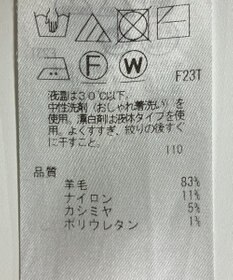 F
W
F23T
液温は30℃以下。
中性洗剤(おしゃれ着洗い)を
使用。漂白剤は液体タイプを使
用。よくすすぎ、絞りの後すぐ
に干すこと。
110
品質
羊毛 83%
ナイロン 11%
カシミヤ 5%
ポリウレタン 1%